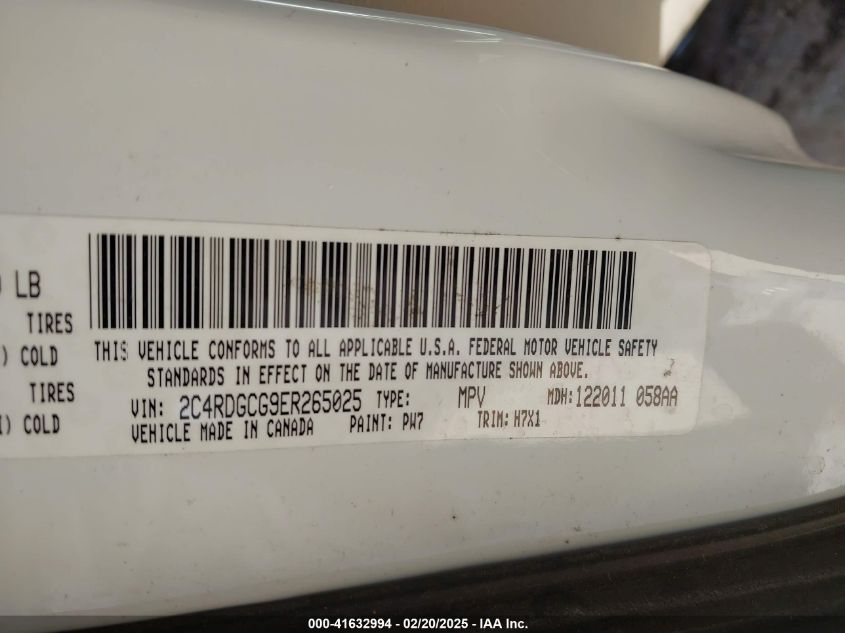 LB
TIRES
) COLD
TIRES
) COLD
THIS VEHICLE CONFORMS TO ALL APPLICABLE U.S.A. FEDERAL MOTOR VEHICLE SAFETY
STANDARDS IN EFFECT ON THE DATE OF MANUFACTURE SHOWN ABOVE.
VIN: 2C4RDGCG9ER265025 TYPE: MPV MDH:122011 058AA
VEHICLE MADE IN CANADA PAINT: PW7 TRIM: H7X1
000-41632994 - 02/20/2025 - IAA Inc.